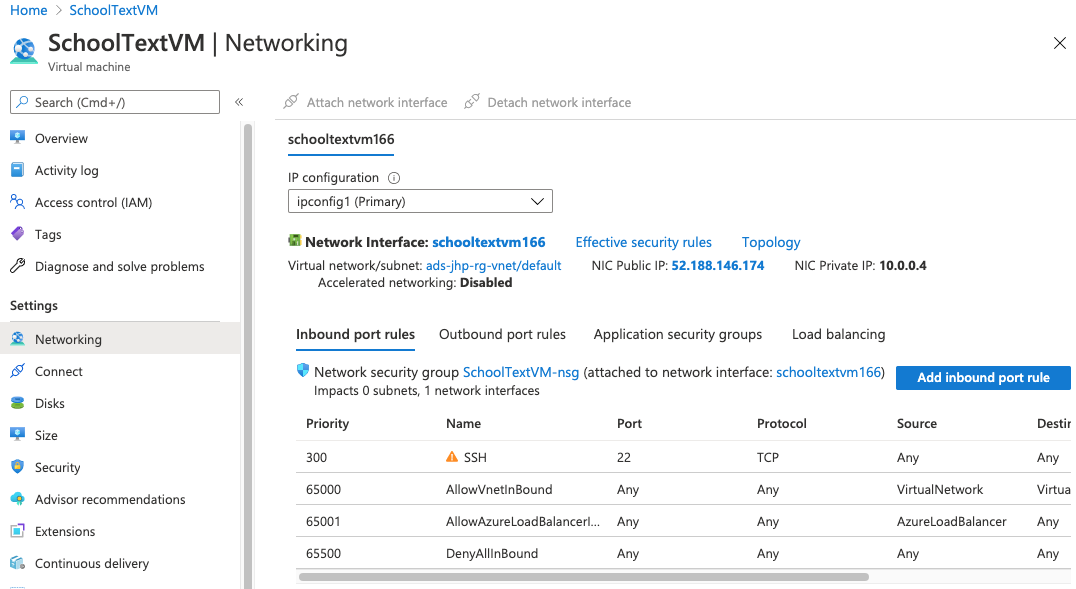 Home > SchoolTextVM
SchoolTextVM | Networking
Virtual machine
Search (Cmd+/)
«
Overview
Activity log
Access control (IAM)
Tags
Diagnose and solve problems
Settings
Networking
Connect
Disks
Size
Security
Advisor recommendations
Extensions
Continuous delivery
Attach network interface Detach network interface
schooltextvm166
IP configuration
ipconfig1 (Primary)
Network Interface: schooltextvm166 Effective security rules Topology
Virtual network/subnet: ads-jhp-rg-vnet/default NIC Public IP: 52.188.146.174 NIC Private IP: 10.0.0.4
Accelerated networking: Disabled
Inbound port rules Outbound port rules Application security groups Load balancing
Network security group SchoolTextVM-nsg (attached to network interface: schooltextvm166)
Impacts 0 subnets, 1 network interfaces
Add inbound port rule
Priority Name Port Protocol Source Destin
300 SSH 22 TCP Any Any
65000 AllowVnetInBound Any Any VirtualNetwork Virtua
65001 AllowAzureLoadBalancerI... Any Any AzureLoadBalancer Any
65500 DenyAllInBound Any Any Any Any